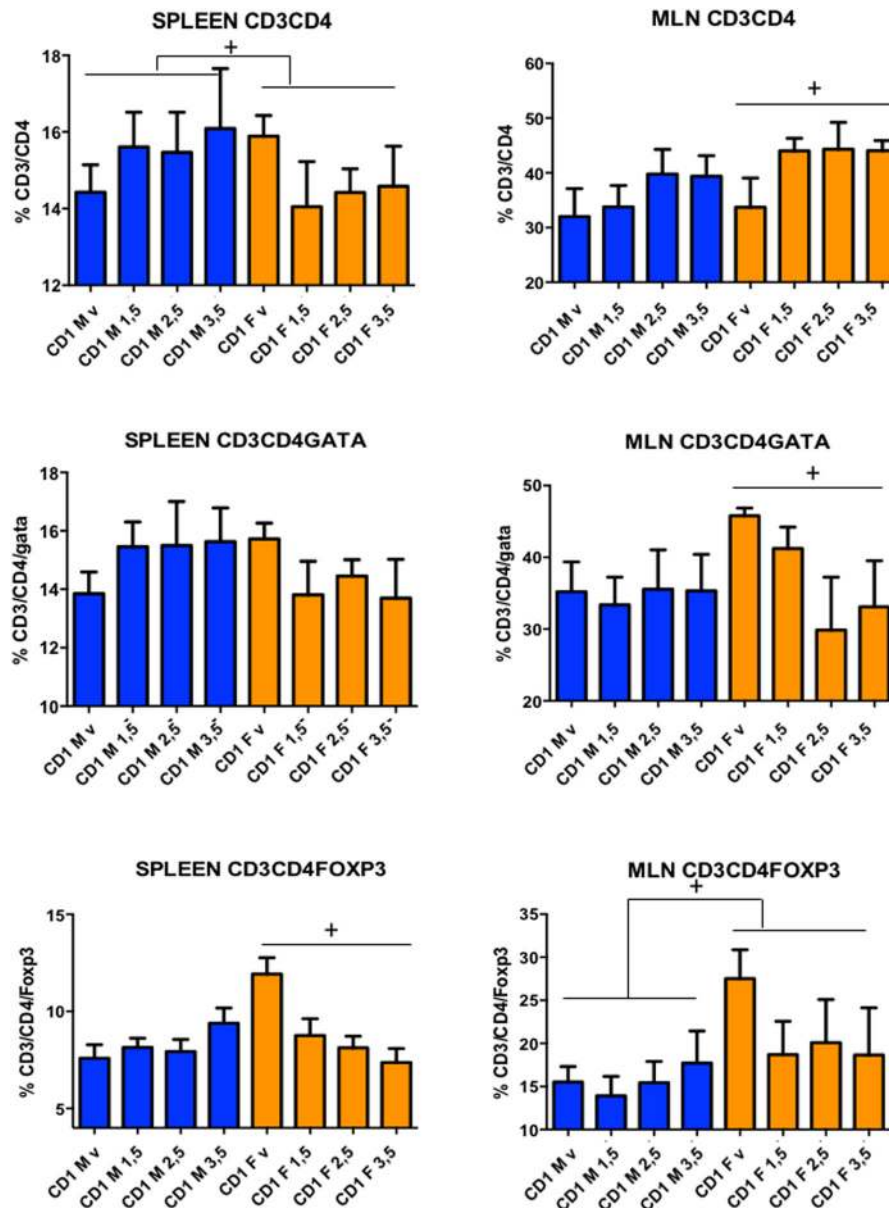 SPLEEN CD3CD4
+
% CD3/CD4
18
16
14
12
CD1 M v
CD1 M 1,5
CD1 M 2,5
CD1 M 3,5
CD1 F v
CD1 F 1,5
CD1 F 2,5
CD1 F 3,5
MLN CD3CD4
+
% CD3/CD4
60
50
40
30
20
CD1 M v
CD1 M 1,5
CD1 M 2,5
CD1 M 3,5
CD1 F v
CD1 F 1,5
CD1 F 2,5
CD1 F 3,5
SPLEEN CD3CD4GATA
% CD3/CD4/gata
18
16
14
12
10
CD1 M v
CD1 M 1,5
CD1 M 2,5
CD1 M 3,5
CD1 F v
CD1 F 1,5
CD1 F 2,5
CD1 F 3,5
MLN CD3CD4GATA
+
% CD3/CD4/gata
50
40
30
20
CD1 M v
CD1 M 1,5
CD1 M 2,5
CD1 M 3,5
CD1 F v
CD1 F 1,5
CD1 F 2,5
CD1 F 3,5
SPLEEN CD3CD4FOXP3
+
% CD3/CD4/Foxp3
15
10
5
CD1 M v
CD1 M 1,5
CD1 M 2,5
CD1 M 3,5
CD1 F v
CD1 F 1,5
CD1 F 2,5
CD1 F 3,5
MLN CD3CD4FOXP3
+
% CD3/CD4/Foxp3
35
30
25
20
15
10
CD1 M v
CD1 M 1,5
CD1 M 2,5
CD1 M 3,5
CD1 F v
CD1 F 1,5
CD1 F 2,5
CD1 F 3,5